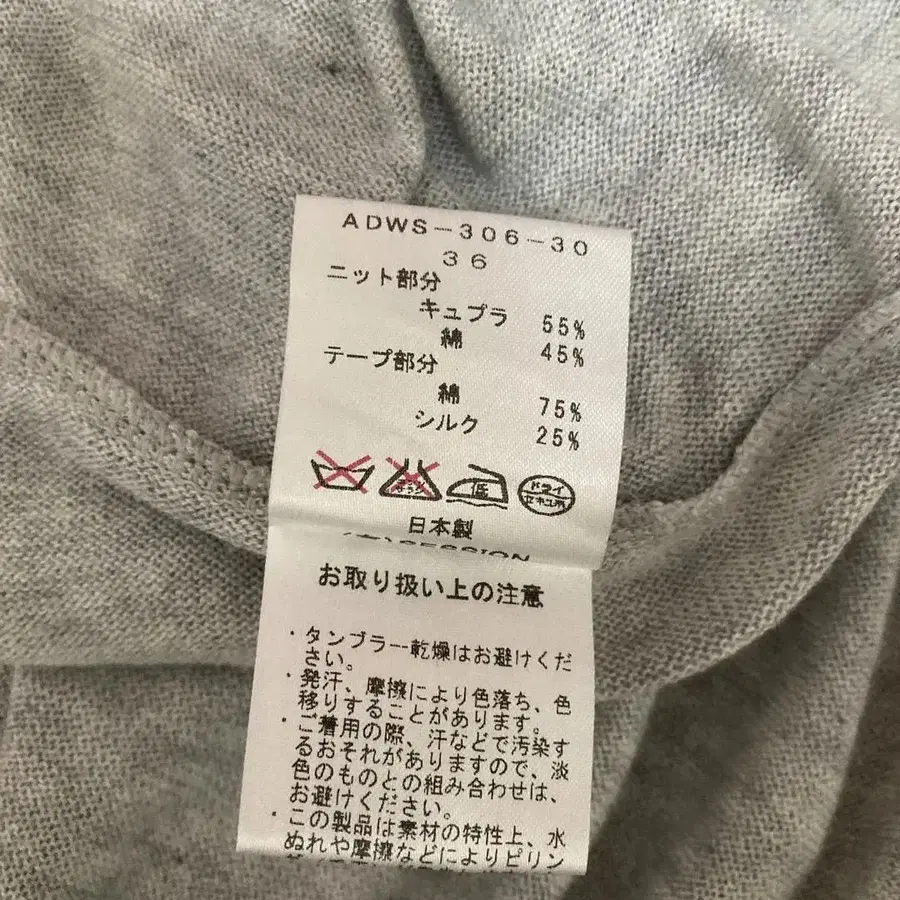 ADWS-306-30
36
ニット部分
キュプラ 55%
綿 45%
テープ部分
綿 75%
シルク 25%
低 ドライ
日本製
SESSION
お取り扱い上の注意
・タンブラー乾燥はお避けくだ
さい。
・発汗、摩擦により色落ち、色
移りすることがあります。
・ご着用の際、汗などで汚染す
るおそれがありますので、淡
色のものとの組み合わせは、
お避けください。
・この製品は素材の特性上、水
ぬれや摩擦などによりピリン